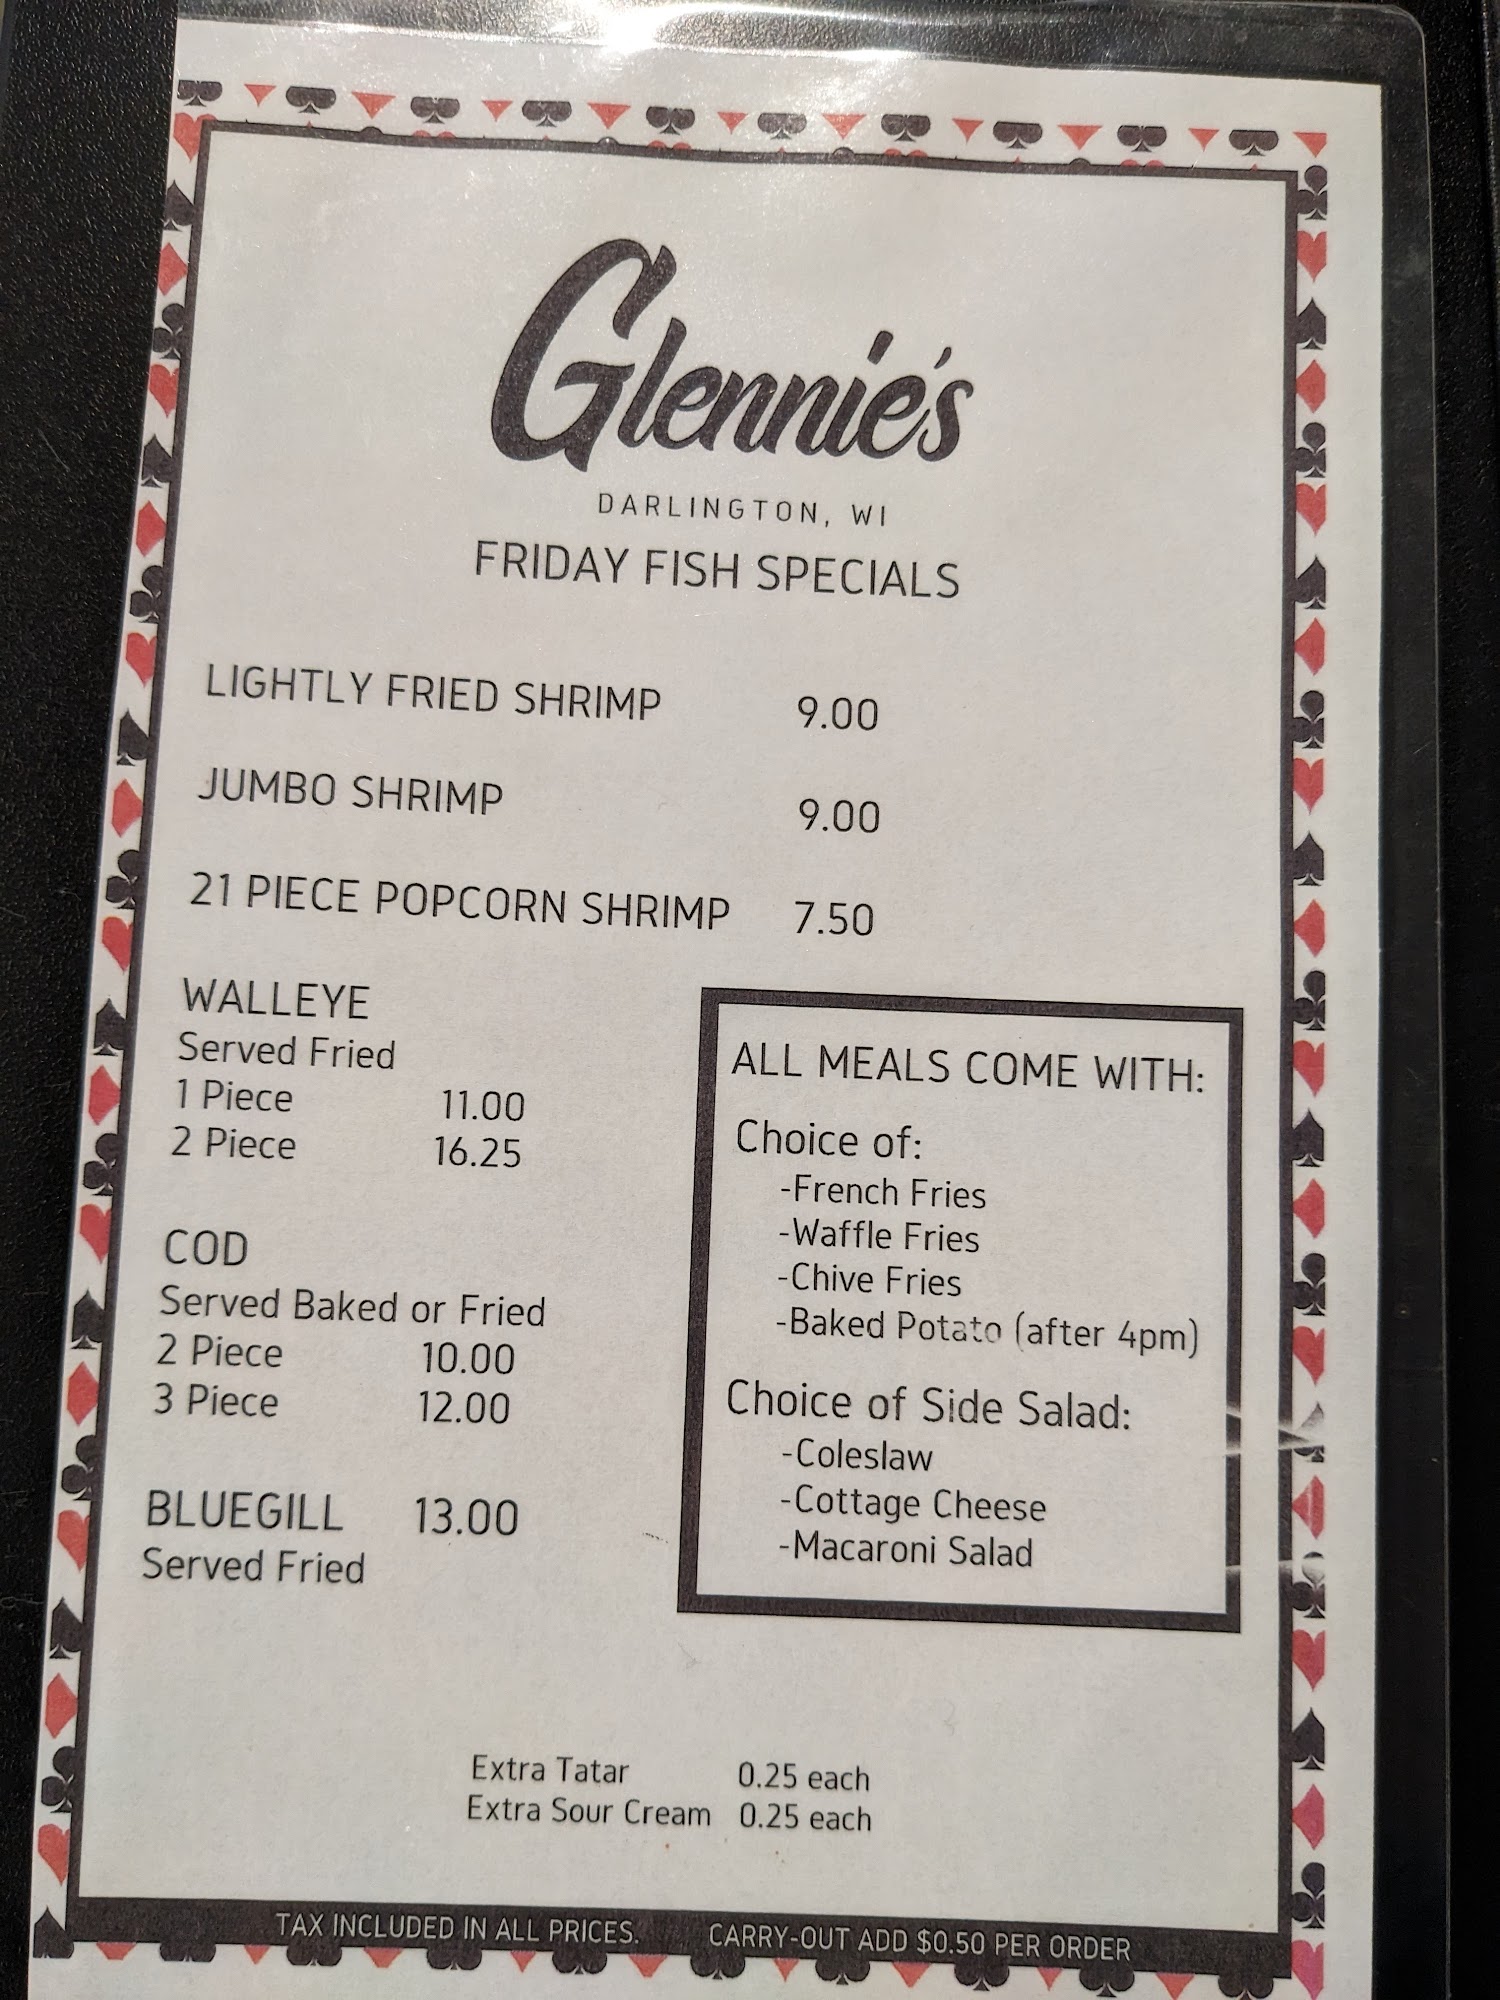 Glennie's
DARLINGTON, WI
FRIDAY FISH SPECIALS
LIGHTLY FRIED SHRIMP 9.00
JUMBO SHRIMP 9.00
21 PIECE POPCORN SHRIMP 7.50
WALLEYE
Served Fried
1 Piece 11.00
2 Piece 16.25
COD
Served Baked or Fried
2 Piece 10.00
3 Piece 12.00
BLUEGILL 13.00
Served Fried
ALL MEALS COME WITH:
Choice of:
-French Fries
-Waffle Fries
-Chive Fries
-Baked Potato (after 4pm)
Choice of Side Salad:
-Coleslaw
-Cottage Cheese
-Macaroni Salad
Extra Tatar 0.25 each
Extra Sour Cream 0.25 each
TAX INCLUDED IN ALL PRICES. CARRY-OUT ADD $0.50 PER ORDER